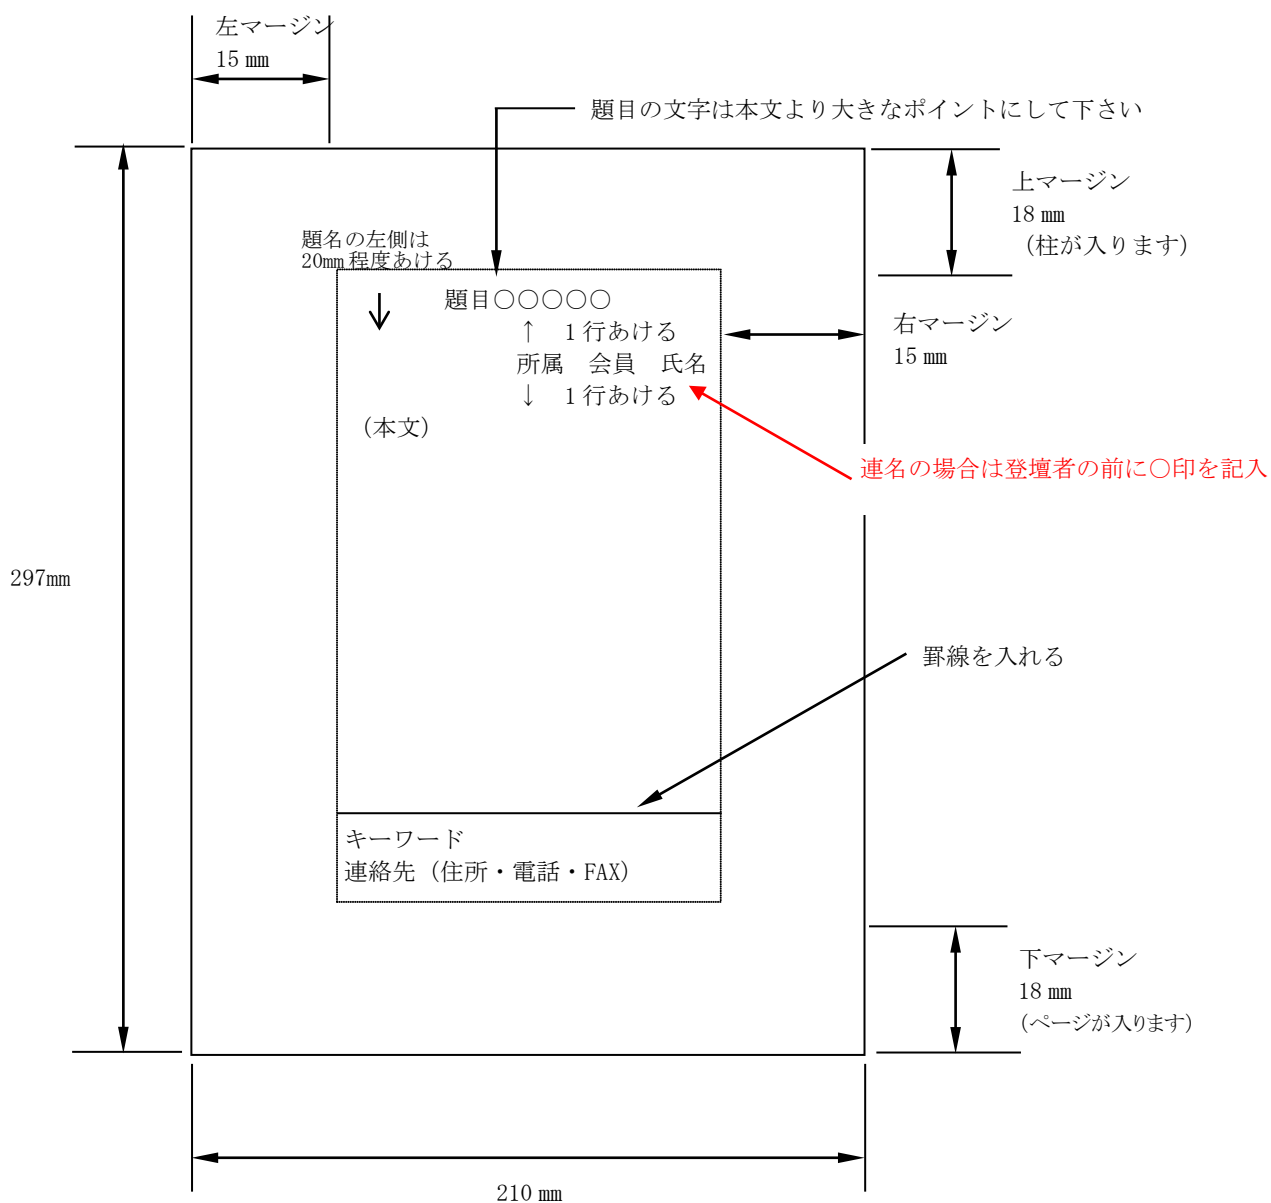 左マージン
15 mm
題目の文字は本文より大きなポイントにして下さい
上マージン
18 mm
（柱が入ります）
題名の左側は
20mm 程度あける
題目○○○○○
↑　1 行あける
所属　会員　氏名
↓　1 行あける
（本文）
右マージン
15 mm
連名の場合は登壇者の前に○印を記入
297mm
罫線を入れる
キーワード
連絡先（住所・電話・FAX）
下マージン
18 mm
（ページが入ります）
210 mm